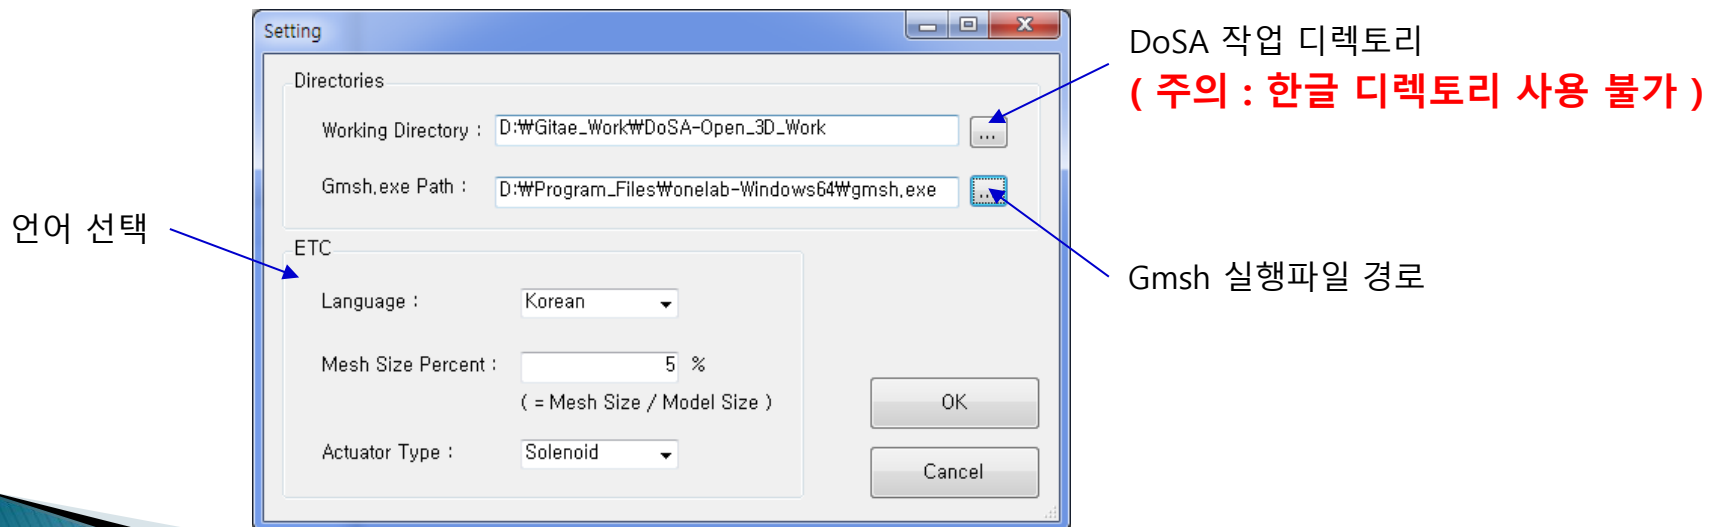 Setting
DoSA 작업 디렉토리
( 주의 : 한글 디렉토리 사용 불가 )
Directories
Working Directory : D:₩Gitae_Work₩DoSA-Open_3D_Work ...
Gmsh.exe Path : D:₩Program_Files₩onelab-Windows64₩gmsh.exe ...
언어 선택
Gmsh 실행파일 경로
ETC
Language : Korean
Mesh Size Percent : 5 %
( = Mesh Size / Model Size )
Actuator Type : Solenoid
OK
Cancel